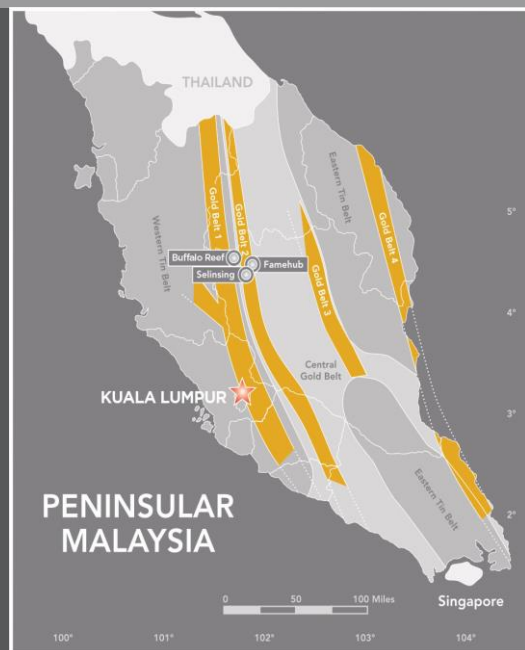 THAILAND
Eastern Tin Belt
Gold Belt 1
Gold Belt 2
Gold Belt 4
5°
Western Tin Belt
Buffalo Reef
Famehub
Selinsing
Gold Belt 3
4°
Central
Gold Belt
KUALA LUMPUR
3°
Eastern Tin Belt
PENINSULAR
MALAYSIA
2°
0 50 100 Miles
Singapore
100° 101° 102° 103° 104°